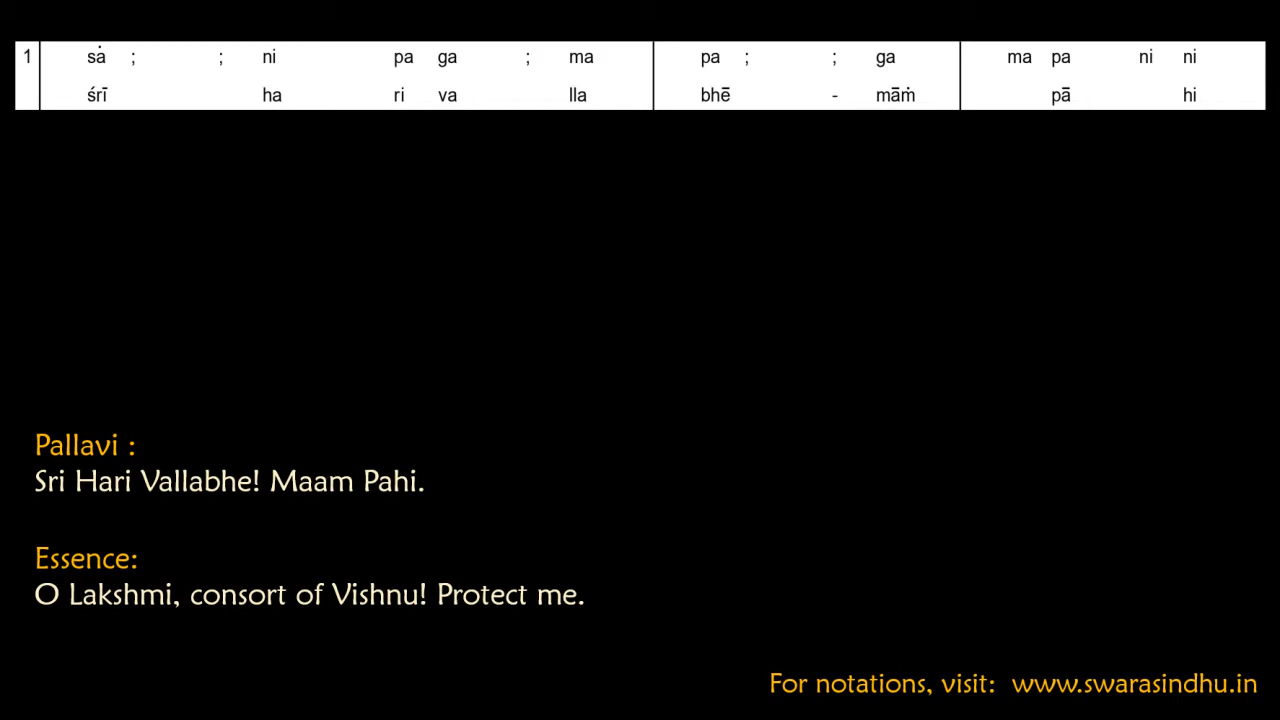 1 sȧ ; ; ni pa ga ; ma pa ; ; ga ma pa ni ni
śrī ha ri va lla bhē - māṁ pā hi
Pallavi :
Sri Hari Vallabhe! Maam Pahi.
Essence:
O Lakshmi, consort of Vishnu! Protect me.
For notations, visit: www.swarasindhu.in